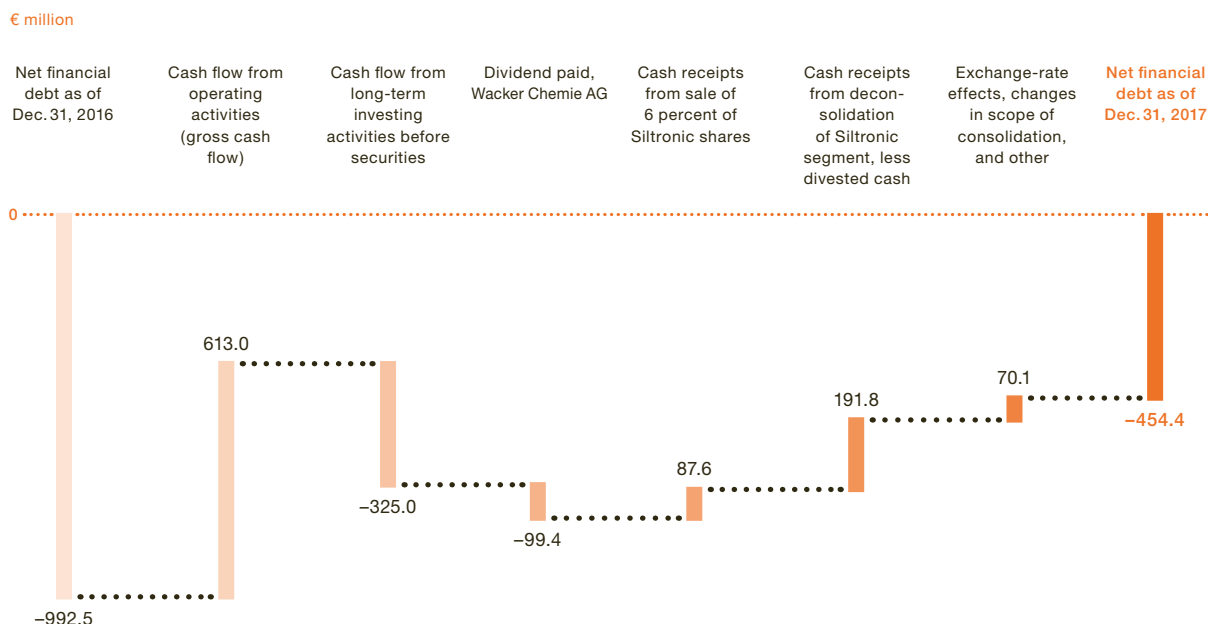 € million
Net financial
debt as of
Dec. 31, 2016
Cash flow from
operating
activities
(gross cash
flow)
Cash flow from
long-term
investing
activities before
securities
Dividend paid,
Wacker Chemie AG
Cash receipts
from sale of
6 percent of
Siltronic shares
Cash receipts
from decon-
solidation
of Siltronic
segment, less
divested cash
Exchange-rate
effects, changes
in scope of
consolidation,
and other
Net financial
debt as of
Dec. 31, 2017
0
–992.5
613.0
–325.0
–99.4
87.6
191.8
70.1
–454.4